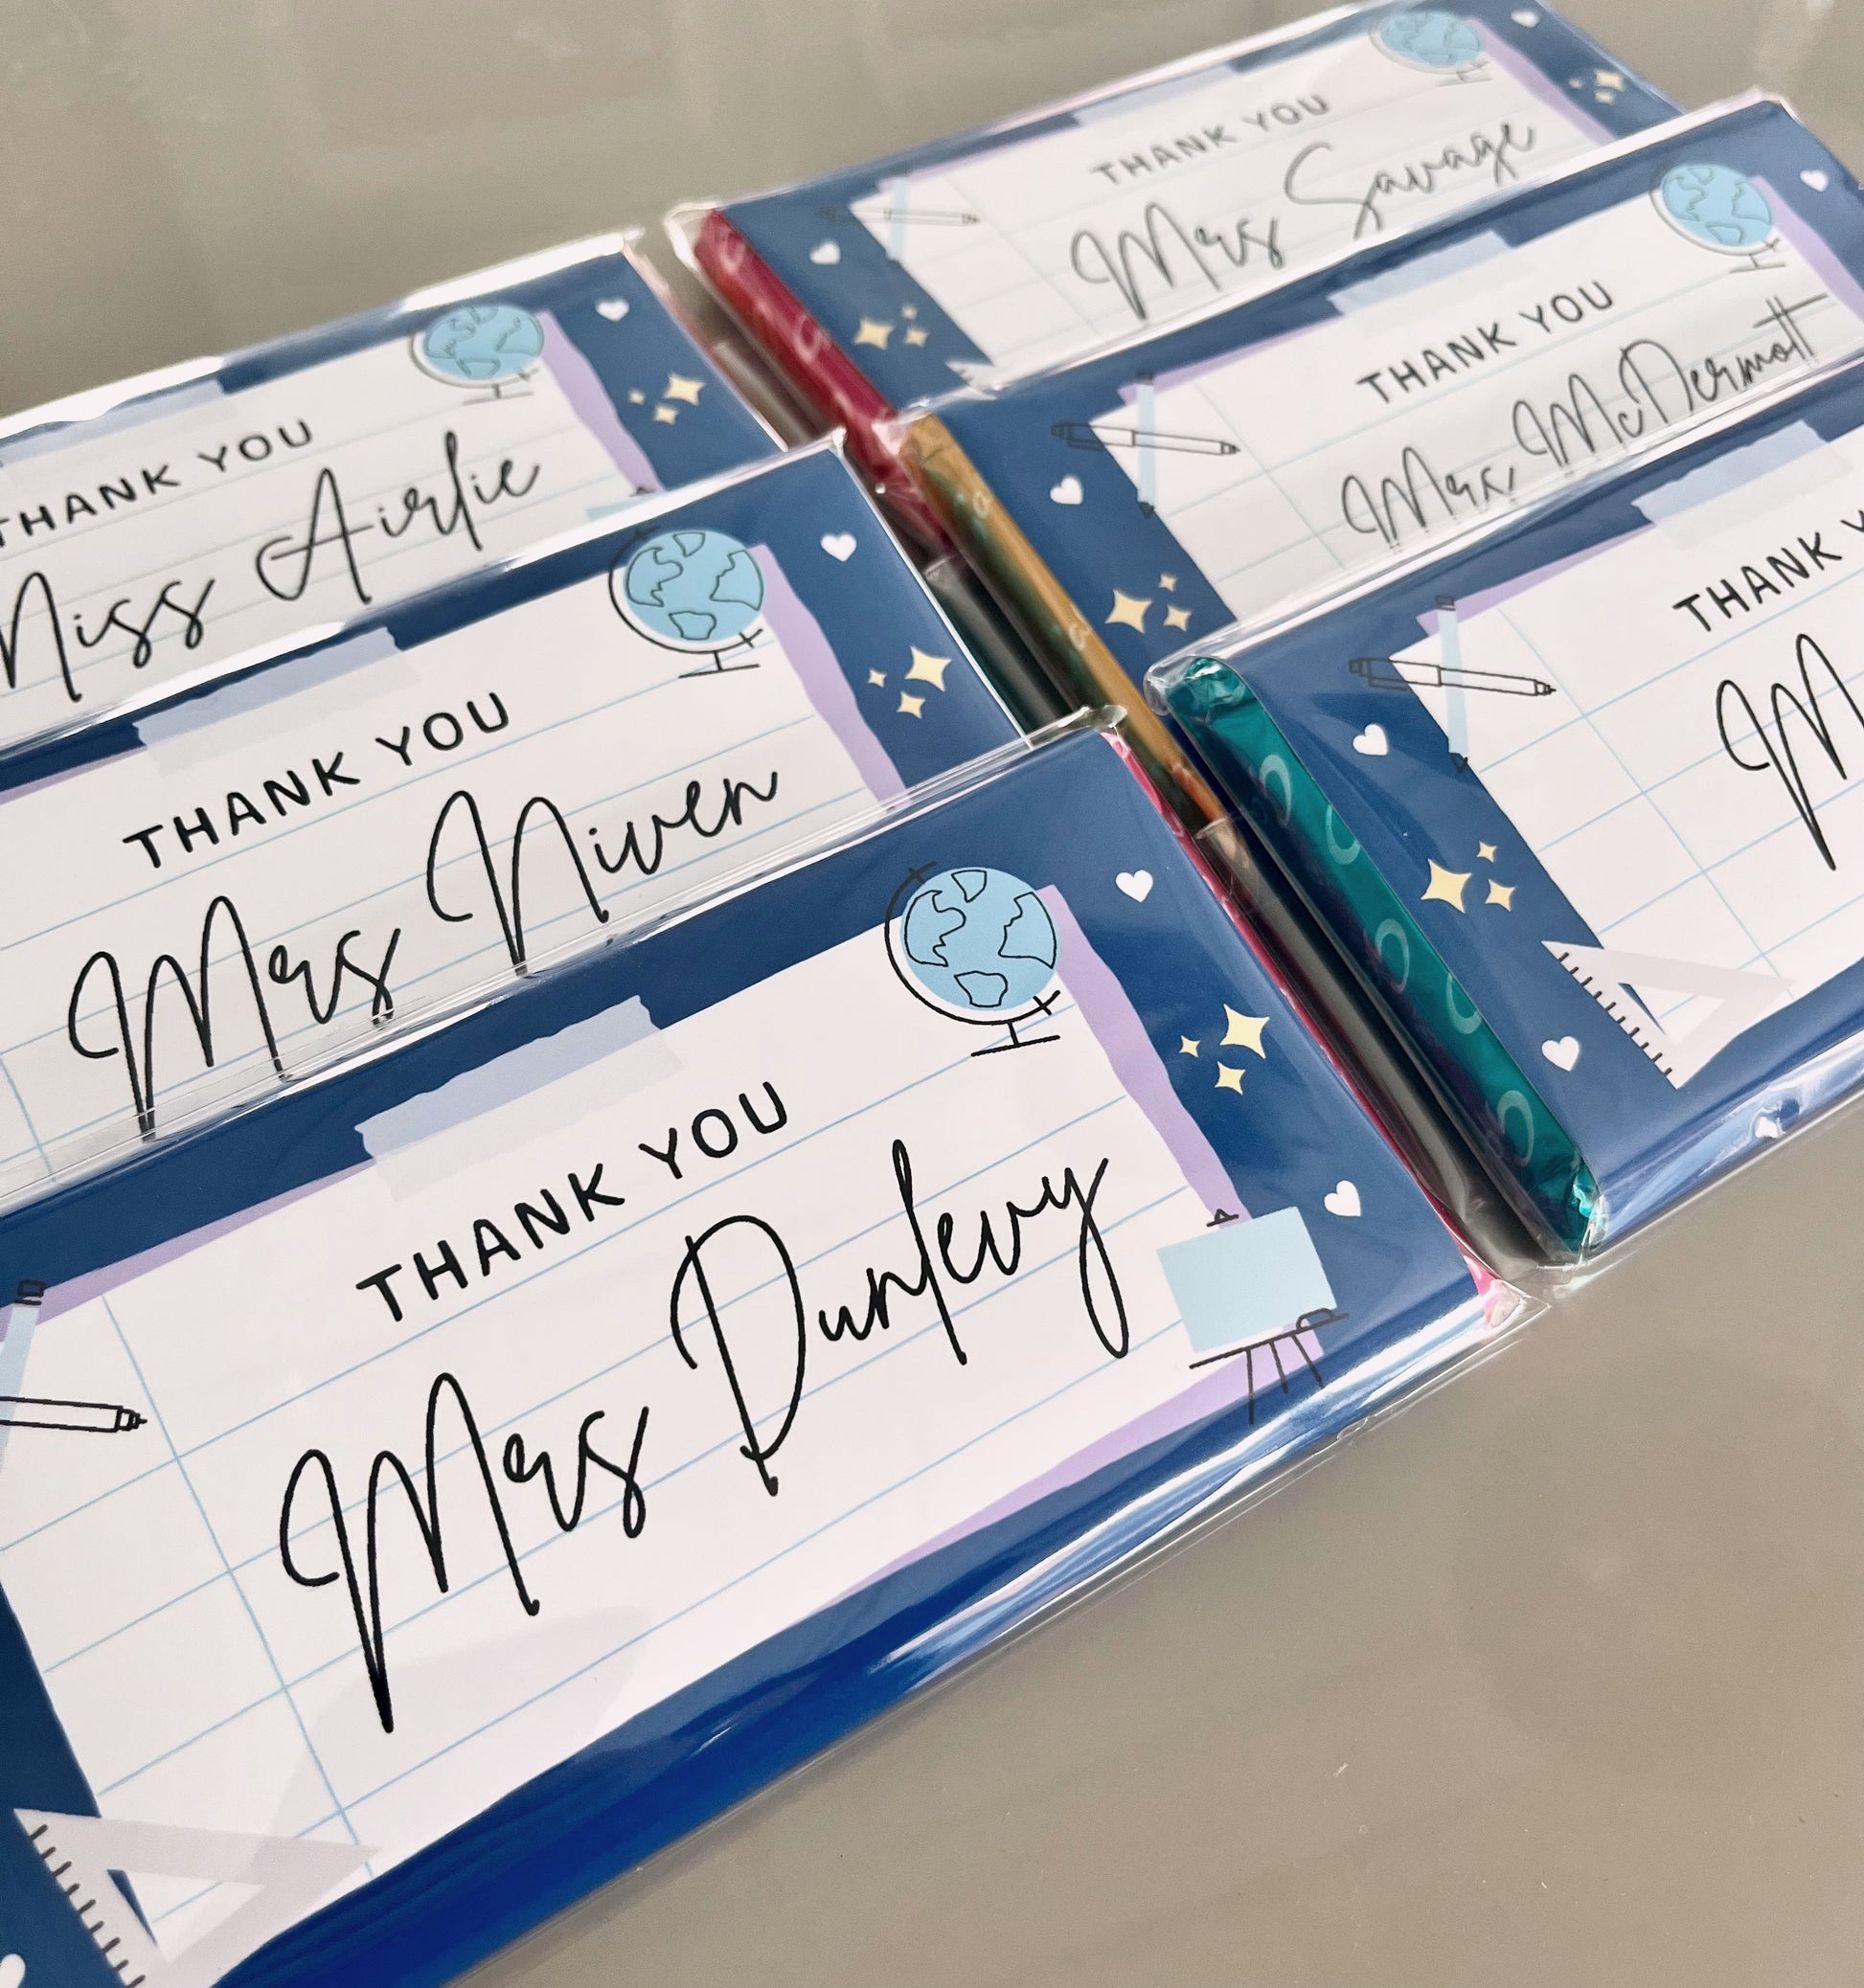 THANK YOU
Miss Airlie
THANK YOU
Mrs Niven
THANK YOU
Mrs Dunlevy
THANK YOU
Mrs Savage
THANK YOU
Mrs McDermott
THANK